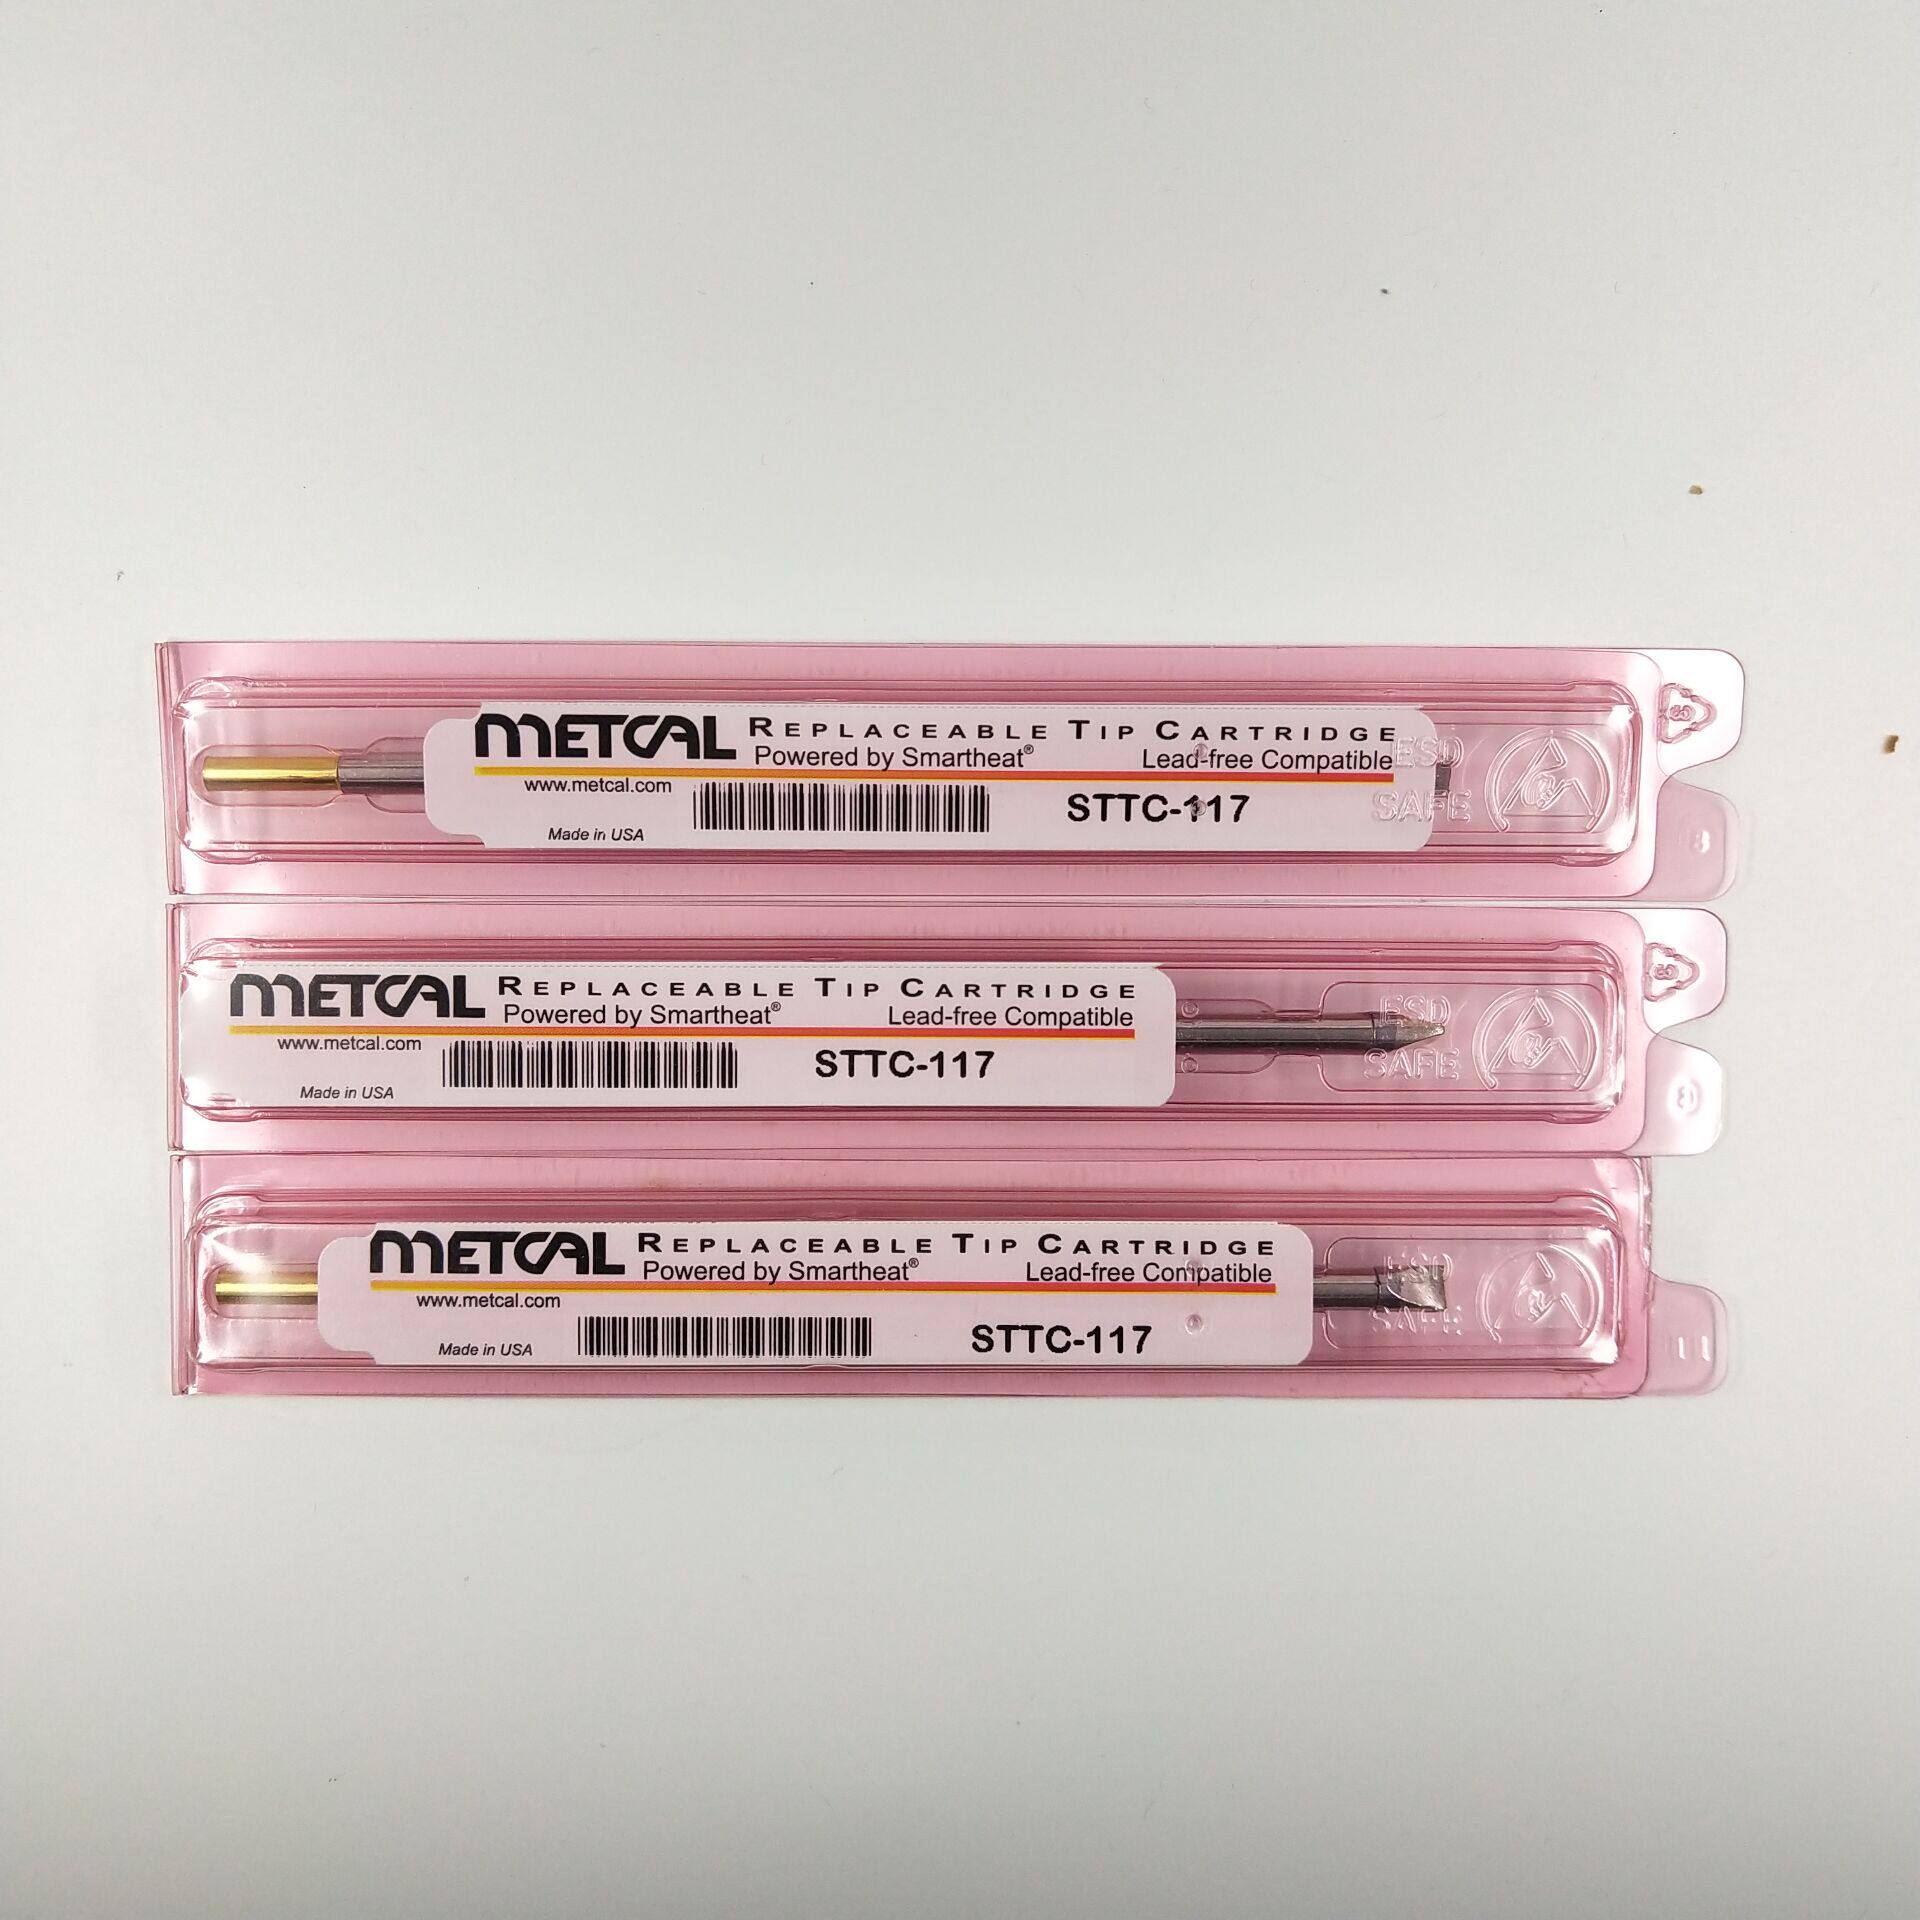 METCAL REPLACEABLE TIP CARTRIDGE
Powered by Smartheat® Lead-free Compatible
www.metcal.com
STTC-117
Made in USA
ESD
SAFE
METCAL REPLACEABLE TIP CARTRIDGE
Powered by Smartheat® Lead-free Compatible
www.metcal.com
STTC-117
Made in USA
ESD
SAFE
METCAL REPLACEABLE TIP CARTRIDGE
Powered by Smartheat® Lead-free Compatible
www.metcal.com
STTC-117
Made in USA
ESD
SAFE